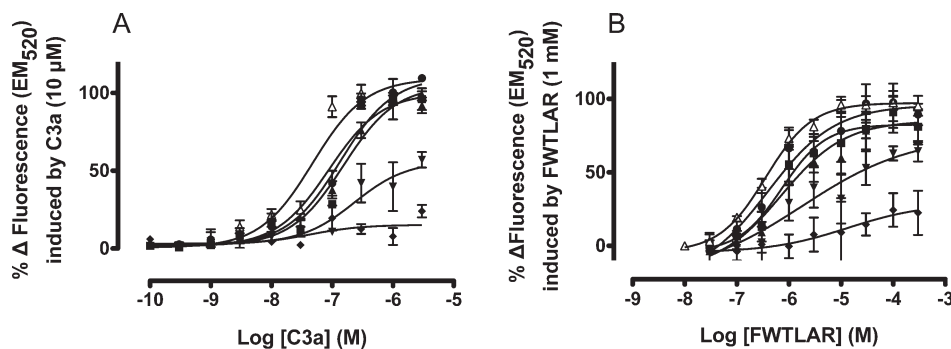 A
% Δ Fluorescence (EM520)
induced by C3a (10 µM)
100
50
0
-10 -9 -8 -7 -6 -5
Log [C3a] (M)
B
% ΔFluorescence (EM520)
induced by FWTLAR (1 mM)
100
50
0
-9 -8 -7 -6 -5 -4 -3
Log [FWTLAR] (M)